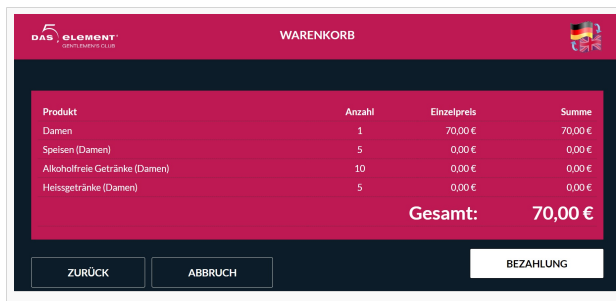 5
DAS ELEMENT
GENTLEMEN'S CLUB
WARENKORB
Produkt Anzahl Einzelpreis Summe
Damen 1 70,00 € 70,00 €
Speisen (Damen) 5 0,00 € 0,00 €
Alkoholfreie Getränke (Damen) 10 0,00 € 0,00 €
Heissgetränke (Damen) 5 0,00 € 0,00 €
Gesamt: 70,00 €
ZURÜCK ABBRUCH BEZAHLUNG